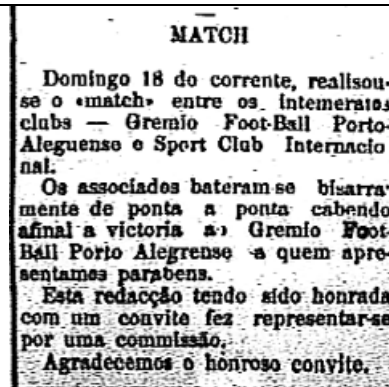 MATCH
Domingo 18 do corrente, realisou-
se o «match» entre os intemeratos
clubs — Gremio Foot-Ball Porto-
Aleguense e Sport Club Internacio
nal.
Os associados bateram-se bisarra-
mente de ponta a ponta cabendo
afinal a victoria ao Gremio Foot-
Ball Porto Alegrense a quem apre-
sentamos parabens.
Esta redacção tendo sido honrada
com um convite fez representar-se
por uma commissão.
Agradecemos o honroso convite.